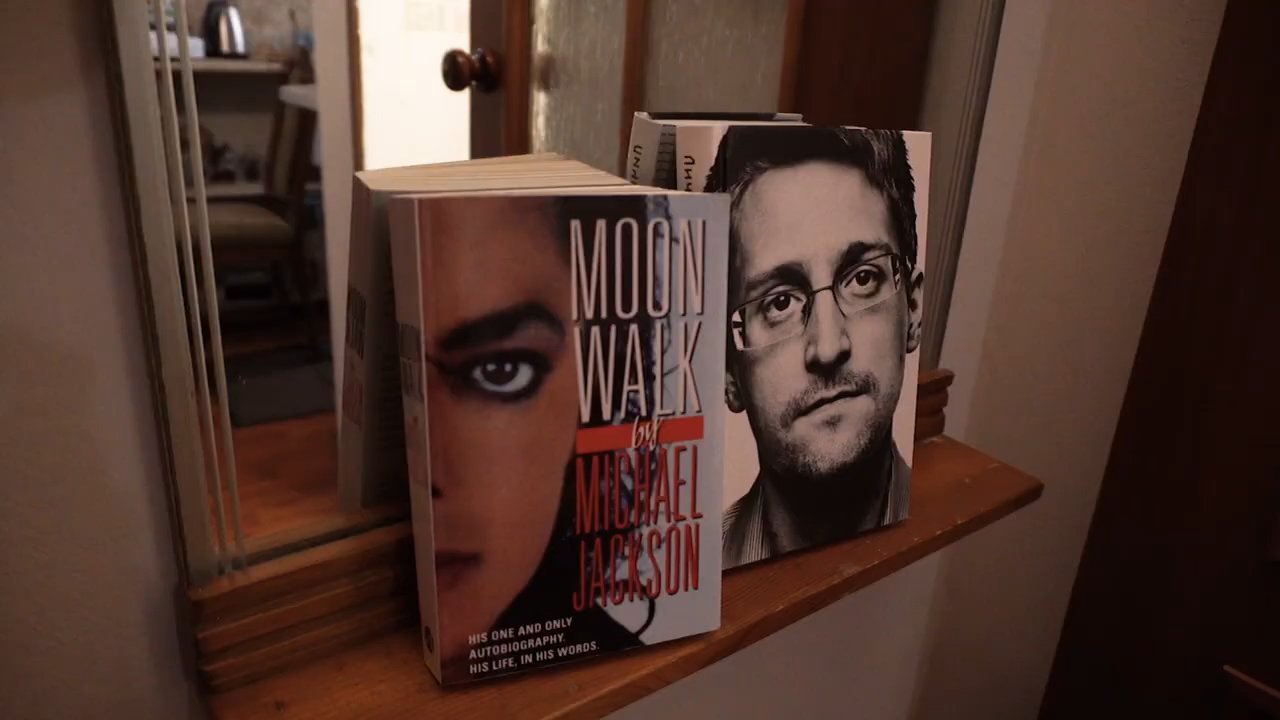 MOON
WALK
by
MICHAEL
JACKSON
HIS ONE AND ONLY
AUTOBIOGRAPHY.
HIS LIFE, IN HIS WORDS.